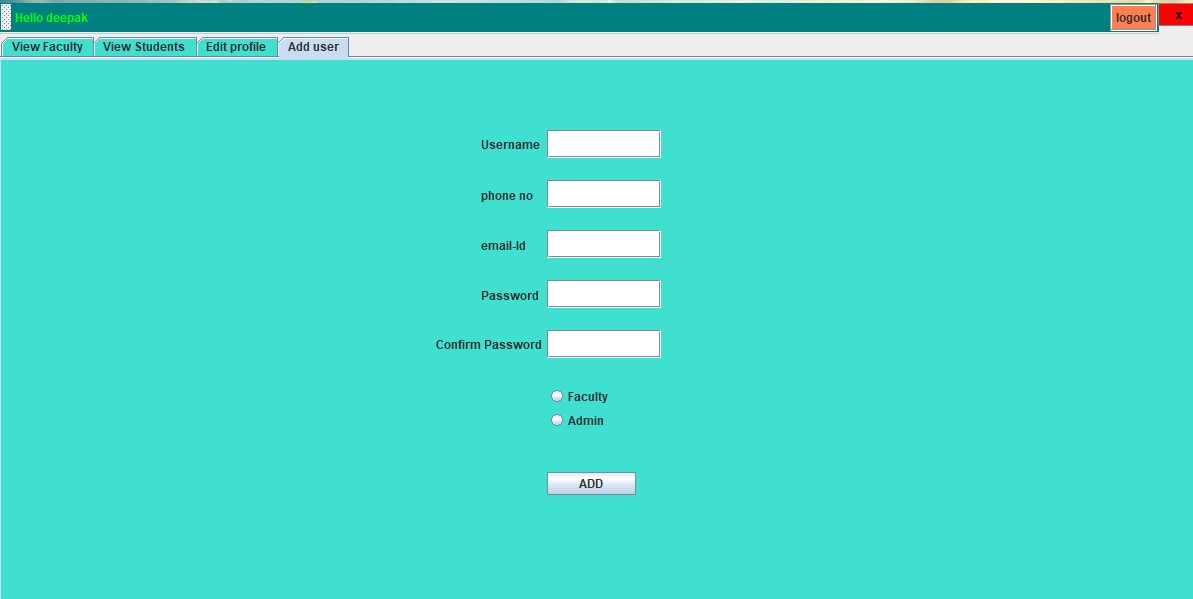 Hello deepak
logout
x
View Faculty View Students Edit profile Add user
Username
phone no
email-Id
Password
Confirm Password
Faculty
Admin
ADD